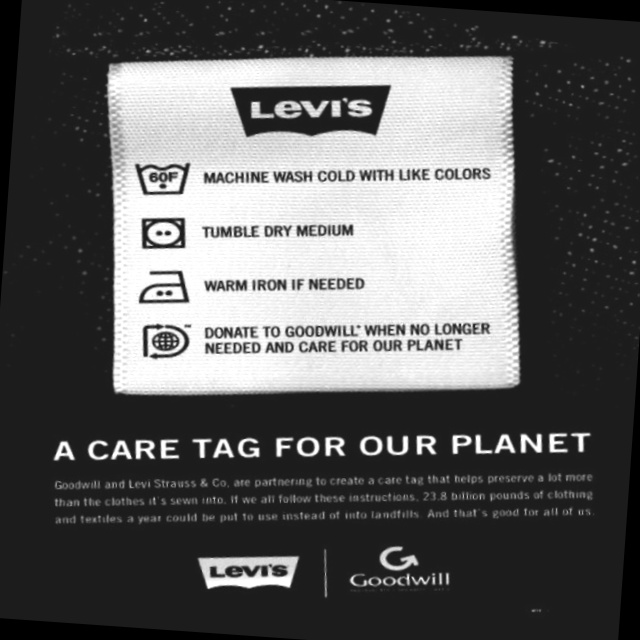 Levi's
60F
MACHINE WASH COLD WITH LIKE COLORS
TUMBLE DRY MEDIUM
WARM IRON IF NEEDED
DONATE TO GOODWILL® WHEN NO LONGER
NEEDED AND CARE FOR OUR PLANET
A CARE TAG FOR OUR PLANET
Goodwill and Levi Strauss & Co. are partnering to create a care tag that helps preserve a lot more
than the clothes it's sewn into. If we all follow these instructions, 23.8 billion pounds of clothing
and textiles a year could be put to use instead of into landfills. And that's good for all of us.
Levi's
Goodwill